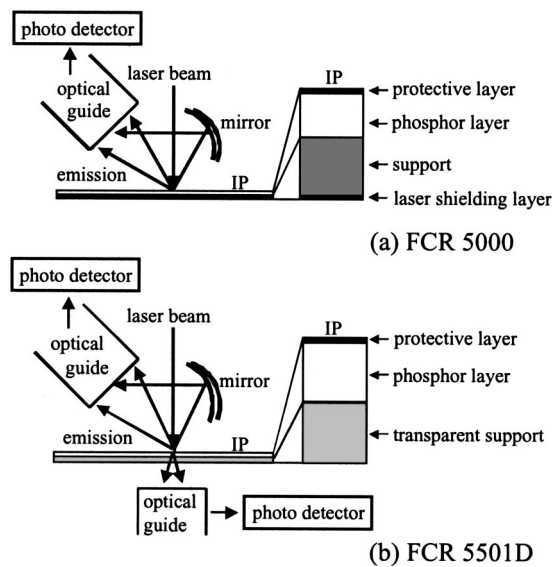 photo detector
laser beam
optical
guide
mirror
emission
IP
IP
protective layer
phosphor layer
support
laser shielding layer
(a) FCR 5000
photo detector
laser beam
optical
guide
mirror
emission
IP
IP
protective layer
phosphor layer
transparent support
optical
guide
photo detector
(b) FCR 5501D